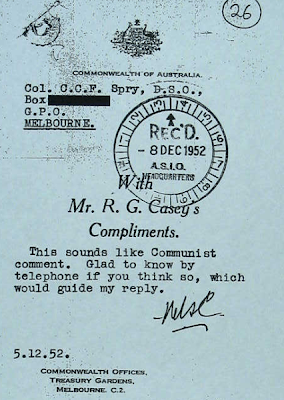 26
COMMONWEALTH OF AUSTRALIA.
Col. C.C.F. Spry, D.S.O.,
Box
G.P.O.
MELBOURNE.
REC'D.
- 8 DEC 1952
A.S.I.O.
HEADQUARTERS
With
Mr. R. G. Casey's
Compliments.
This sounds like Communist
comment. Glad to know by
telephone if you think so, which
would guide my reply.
5.12.52.
COMMONWEALTH OFFICES,
TREASURY GARDENS,
MELBOURNE. C.2.